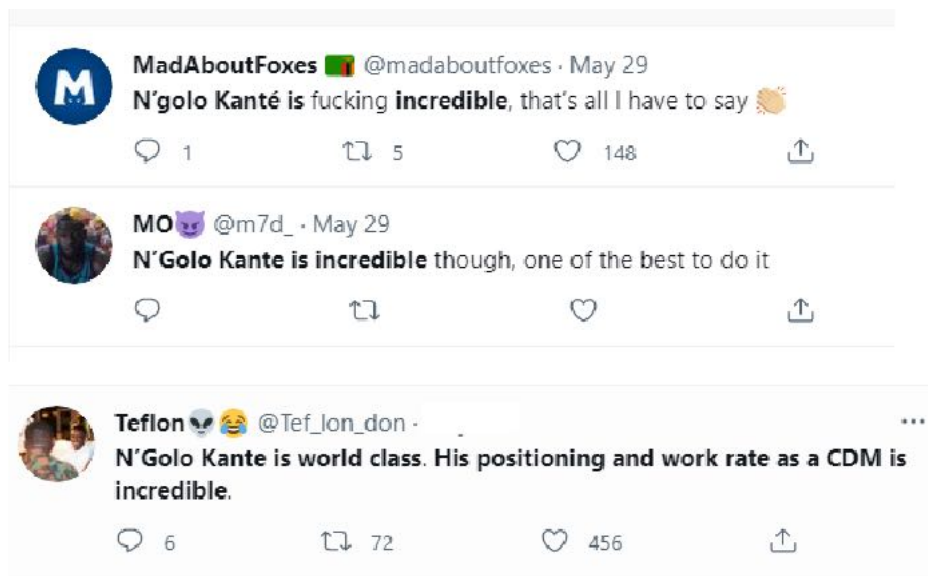 MadAboutFoxes 🇿🇲 @madaboutfoxes · May 29
N'golo Kanté is fucking incredible, that's all I have to say 👏🏼
1 5 148
MO😈 @m7d_ · May 29
N'Golo Kante is incredible though, one of the best to do it
Teflon👽😂 @Tef_lon_don ·
N'Golo Kante is world class. His positioning and work rate as a CDM is
incredible.
6 72 456
M